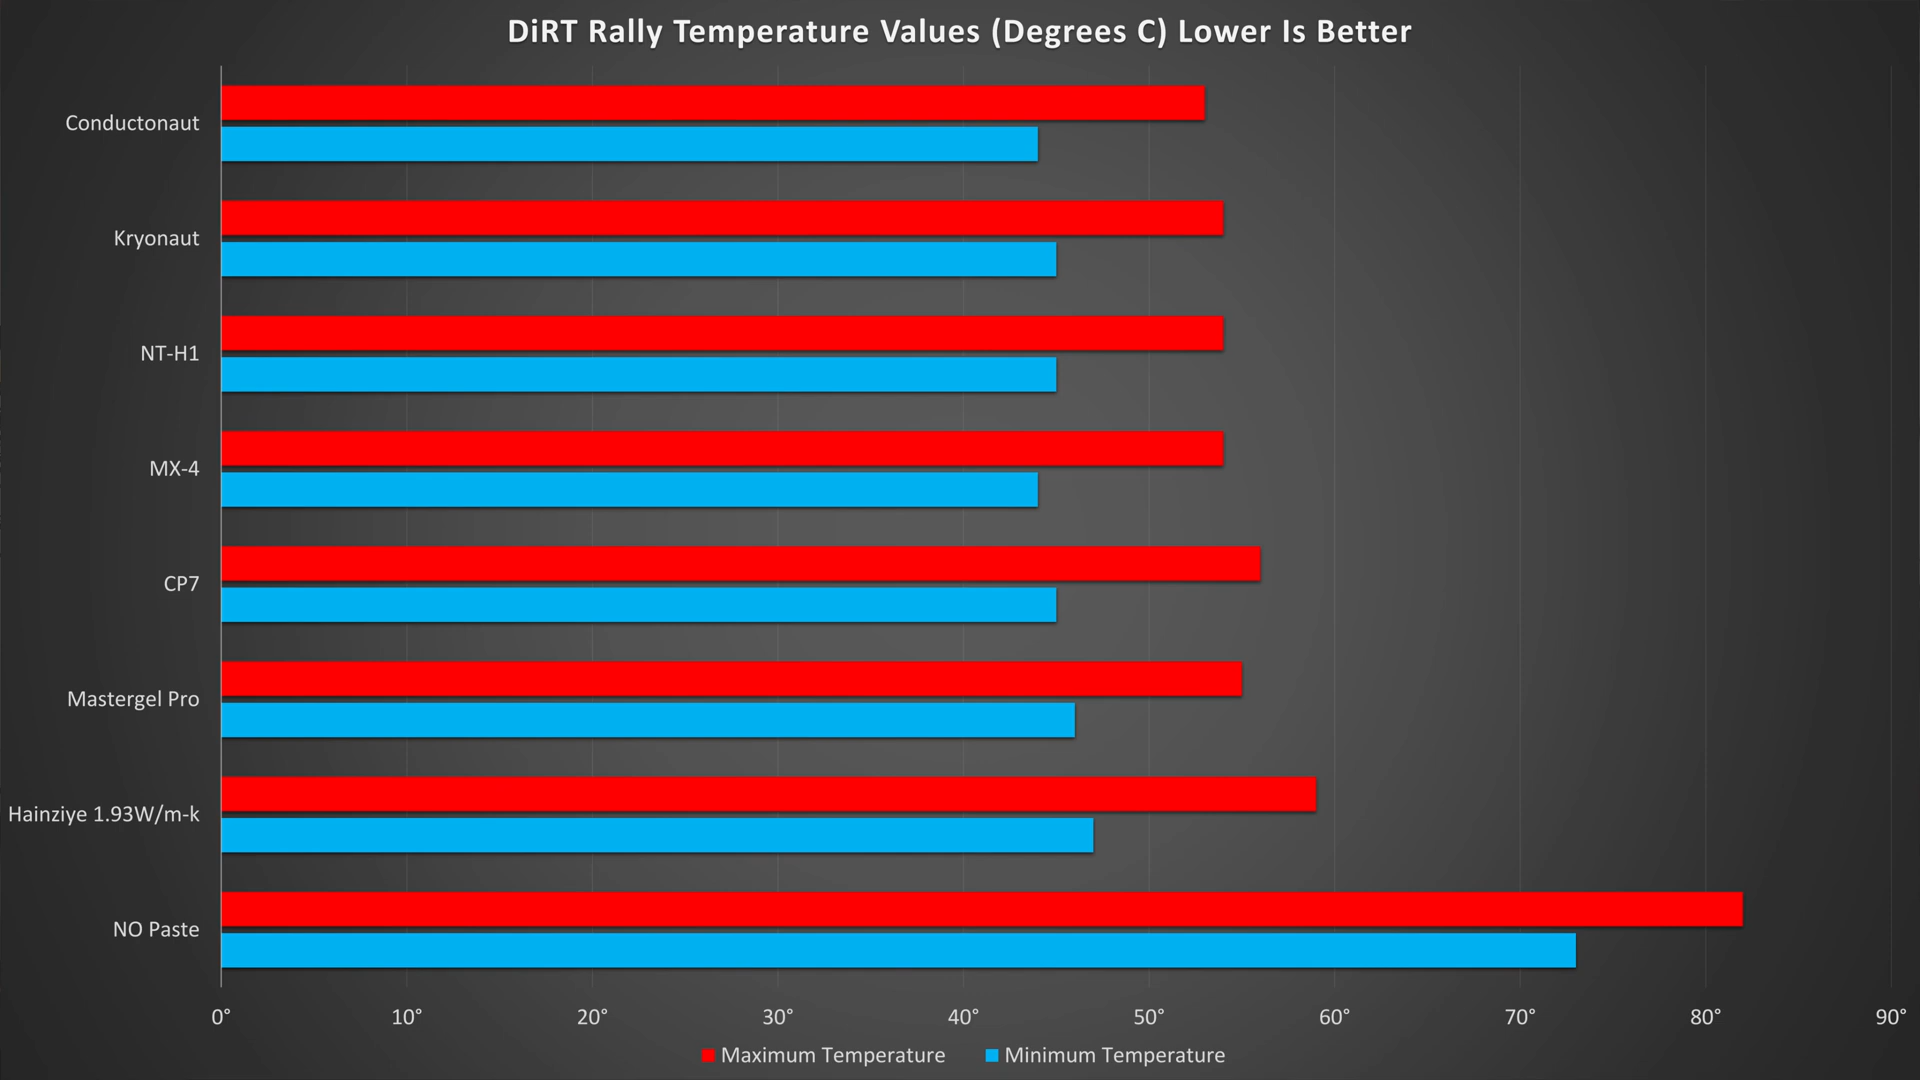 DiRT Rally Temperature Values (Degrees C) Lower Is Better
Conductonaut
Kryonaut
NT-H1
MX-4
CP7
Mastergel Pro
Hainziye 1.93W/m-k
NO Paste
0° 10° 20° 30° 40° 50° 60° 70° 80° 90°
Maximum Temperature Minimum Temperature